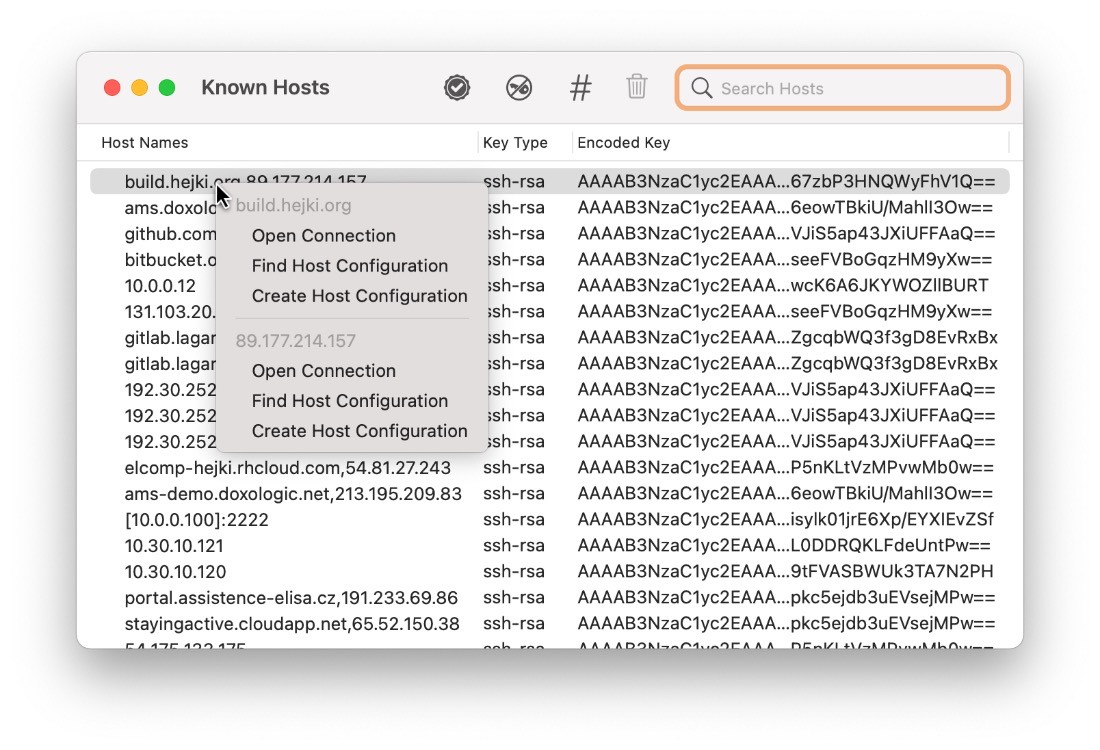 Known Hosts
Search Hosts
Host Names Key Type Encoded Key
build.hejki.org,89.177.214.157 ssh-rsa AAAAB3NzaC1yc2EAAA...67zbP3HNQWyFhV1Q==
build.hejki.org
ams.doxolo ssh-rsa AAAAB3NzaC1yc2EAAA...6eowTBkiU/MahlI3Ow==
Open Connection
github.com ssh-rsa AAAAB3NzaC1yc2EAAA...VJiS5ap43JXiUFFAaQ==
Find Host Configuration
bitbucket.o ssh-rsa AAAAB3NzaC1yc2EAAA...seeFVBoGqzHM9yXw==
10.0.0.12 ssh-rsa AAAAB3NzaC1yc2EAAA...wcK6A6JKYWOZllBURT
Create Host Configuration
131.103.20. ssh-rsa AAAAB3NzaC1yc2EAAA...seeFVBoGqzHM9yXw==
89.177.214.157
gitlab.lagar ssh-rsa AAAAB3NzaC1yc2EAAA...ZgcqbWQ3f3gD8EvRxBx
gitlab.lagar ssh-rsa AAAAB3NzaC1yc2EAAA...ZgcqbWQ3f3gD8EvRxBx
Open Connection
192.30.252 ssh-rsa AAAAB3NzaC1yc2EAAA...VJiS5ap43JXiUFFAaQ==
Find Host Configuration
192.30.252 ssh-rsa AAAAB3NzaC1yc2EAAA...VJiS5ap43JXiUFFAaQ==
Create Host Configuration
192.30.252 ssh-rsa AAAAB3NzaC1yc2EAAA...VJiS5ap43JXiUFFAaQ==
elcomp-hejki.rhcloud.com,54.81.27.243 ssh-rsa AAAAB3NzaC1yc2EAAA...P5nKLtVzMPvwMb0w==
ams-demo.doxologic.net,213.195.209.83 ssh-rsa AAAAB3NzaC1yc2EAAA...6eowTBkiU/MahlI3Ow==
[10.0.0.100]:2222 ssh-rsa AAAAB3NzaC1yc2EAAA...isylk01jrE6Xp/EYXIEvZSf
10.30.10.121 ssh-rsa AAAAB3NzaC1yc2EAAA...L0DDRQKLFdeUntPw==
10.30.10.120 ssh-rsa AAAAB3NzaC1yc2EAAA...9tFVASBWUk3TA7N2PH
portal.assistence-elisa.cz,191.233.69.86 ssh-rsa AAAAB3NzaC1yc2EAAA...pkc5ejdb3uEVsejMPw==
stayingactive.cloudapp.net,65.52.150.38 ssh-rsa AAAAB3NzaC1yc2EAAA...pkc5ejdb3uEVsejMPw==
ssh-rsa AAAAB3NzaC1yc2EAAA...P5nKLtVzMPvwMb0w==